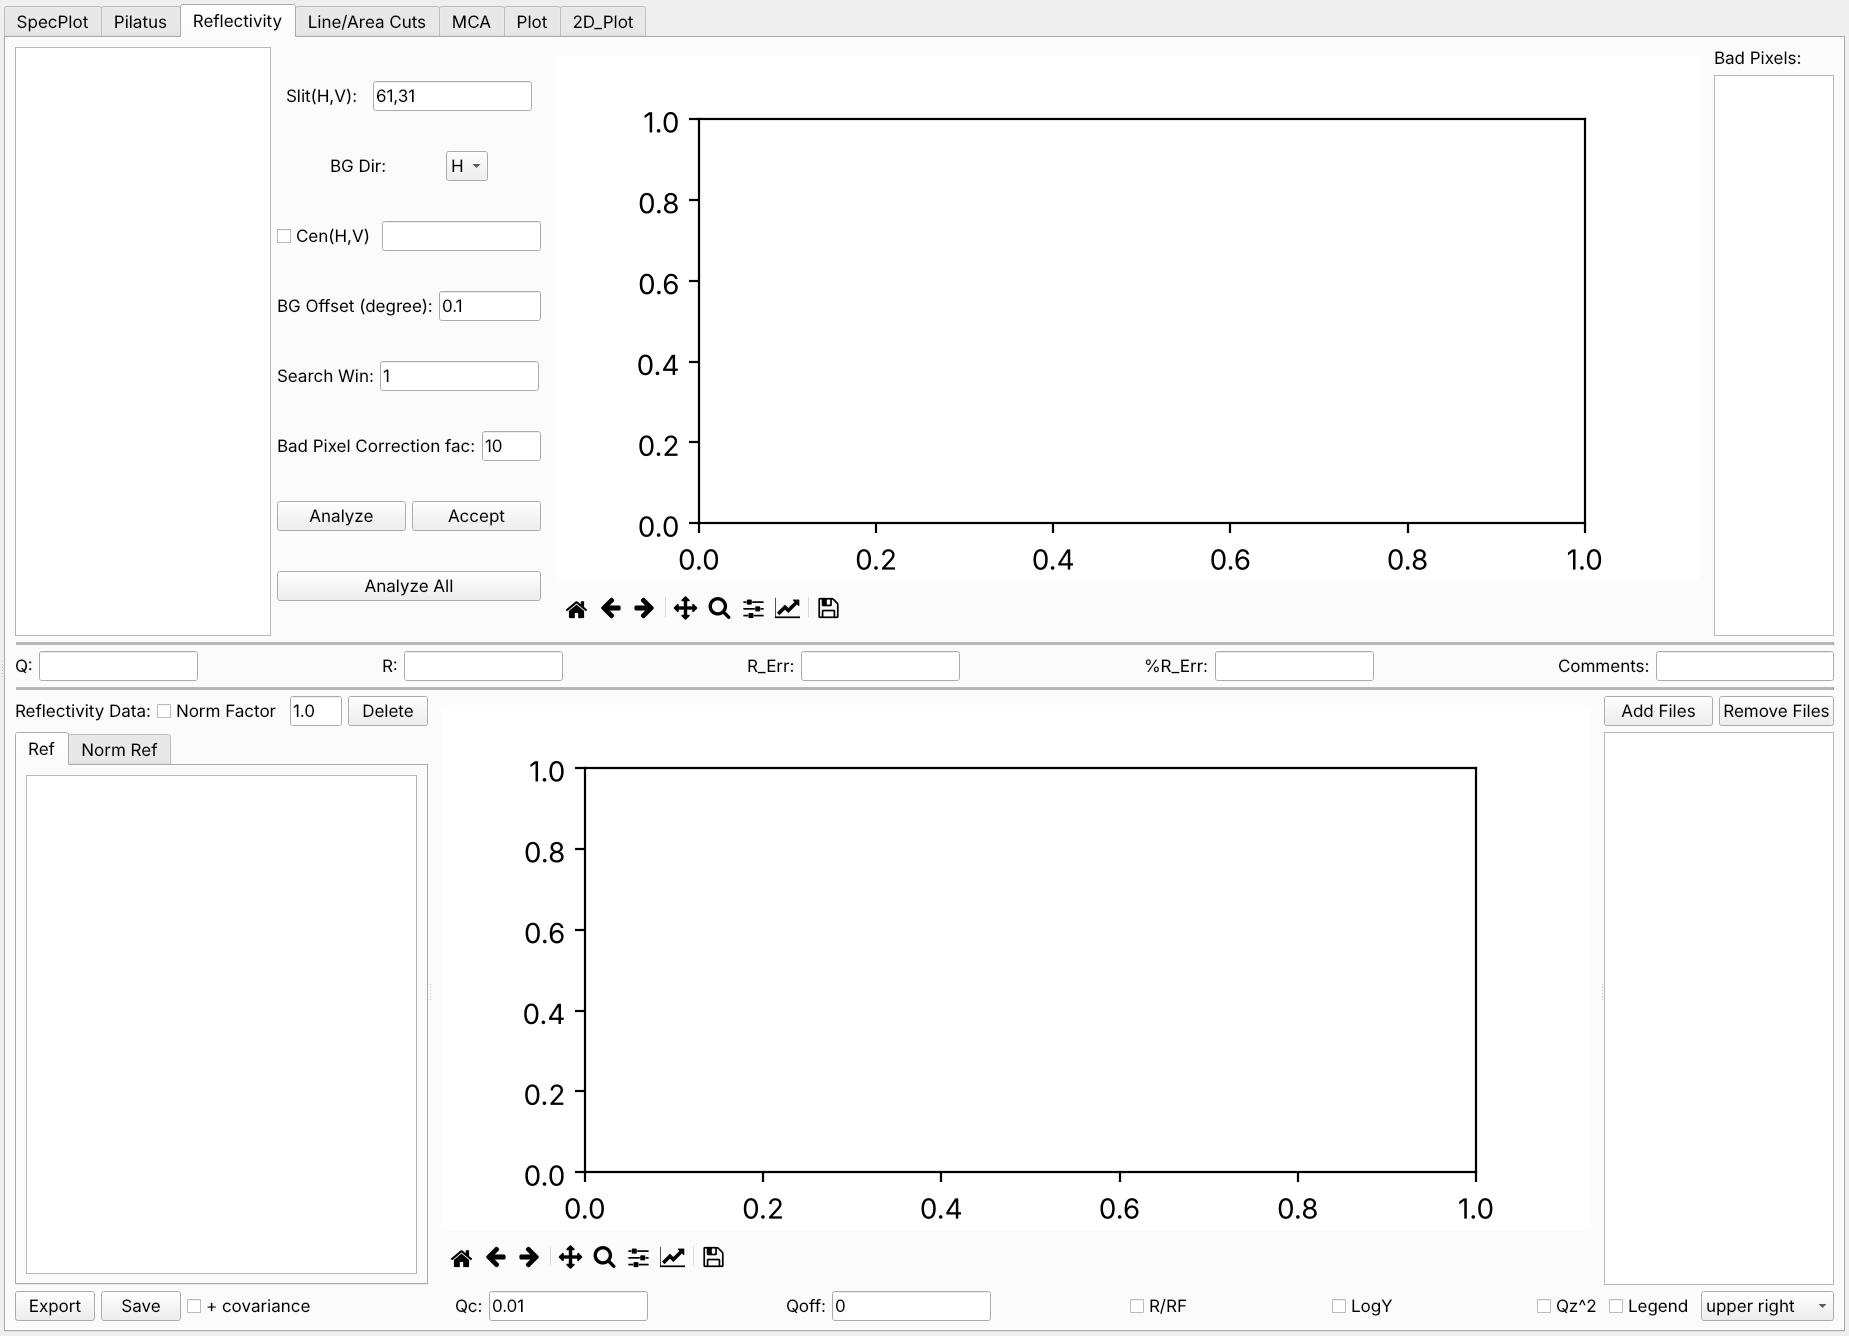 SpecPlot Pilatus Reflectivity Line/Area Cuts MCA Plot 2D_Plot
Bad Pixels:
Slit(H,V): 61,31
BG Dir: H
Cen(H,V)
BG Offset (degree): 0.1
Search Win: 1
Bad Pixel Correction fac: 10
Analyze Accept
Analyze All
1.0
0.8
0.6
0.4
0.2
0.0
0.0 0.2 0.4 0.6 0.8 1.0
Q: R: R_Err: %R_Err: Comments:
Reflectivity Data: Norm Factor 1.0 Delete
Add Files Remove Files
Ref Norm Ref
1.0
0.8
0.6
0.4
0.2
0.0
0.0 0.2 0.4 0.6 0.8 1.0
Export Save + covariance Qc: 0.01 Qoff: 0 R/RF LogY Qz^2 Legend upper right